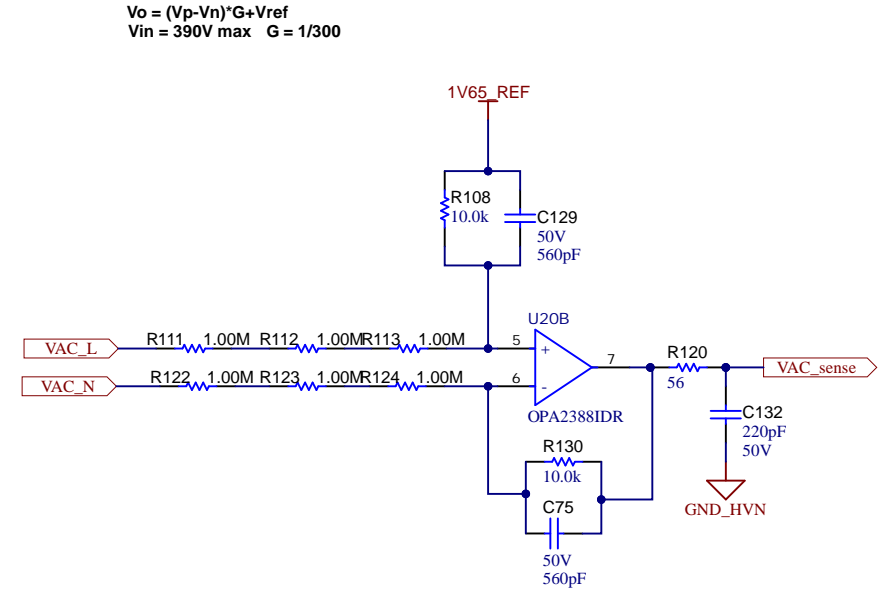 Vo = (Vp-Vn)*G+Vref
Vin = 390V max G = 1/300
1V65_REF
R108
10.0k
C129
50V
560pF
U20B
R111 1.00M R112 1.00M R113 1.00M
VAC_L
5
+
7
R120
56
VAC_sense
R122 1.00M R123 1.00M R124 1.00M
VAC_N
6
-
OPA2388IDR
C132
220pF
50V
GND_HVN
R130
10.0k
C75
50V
560pF